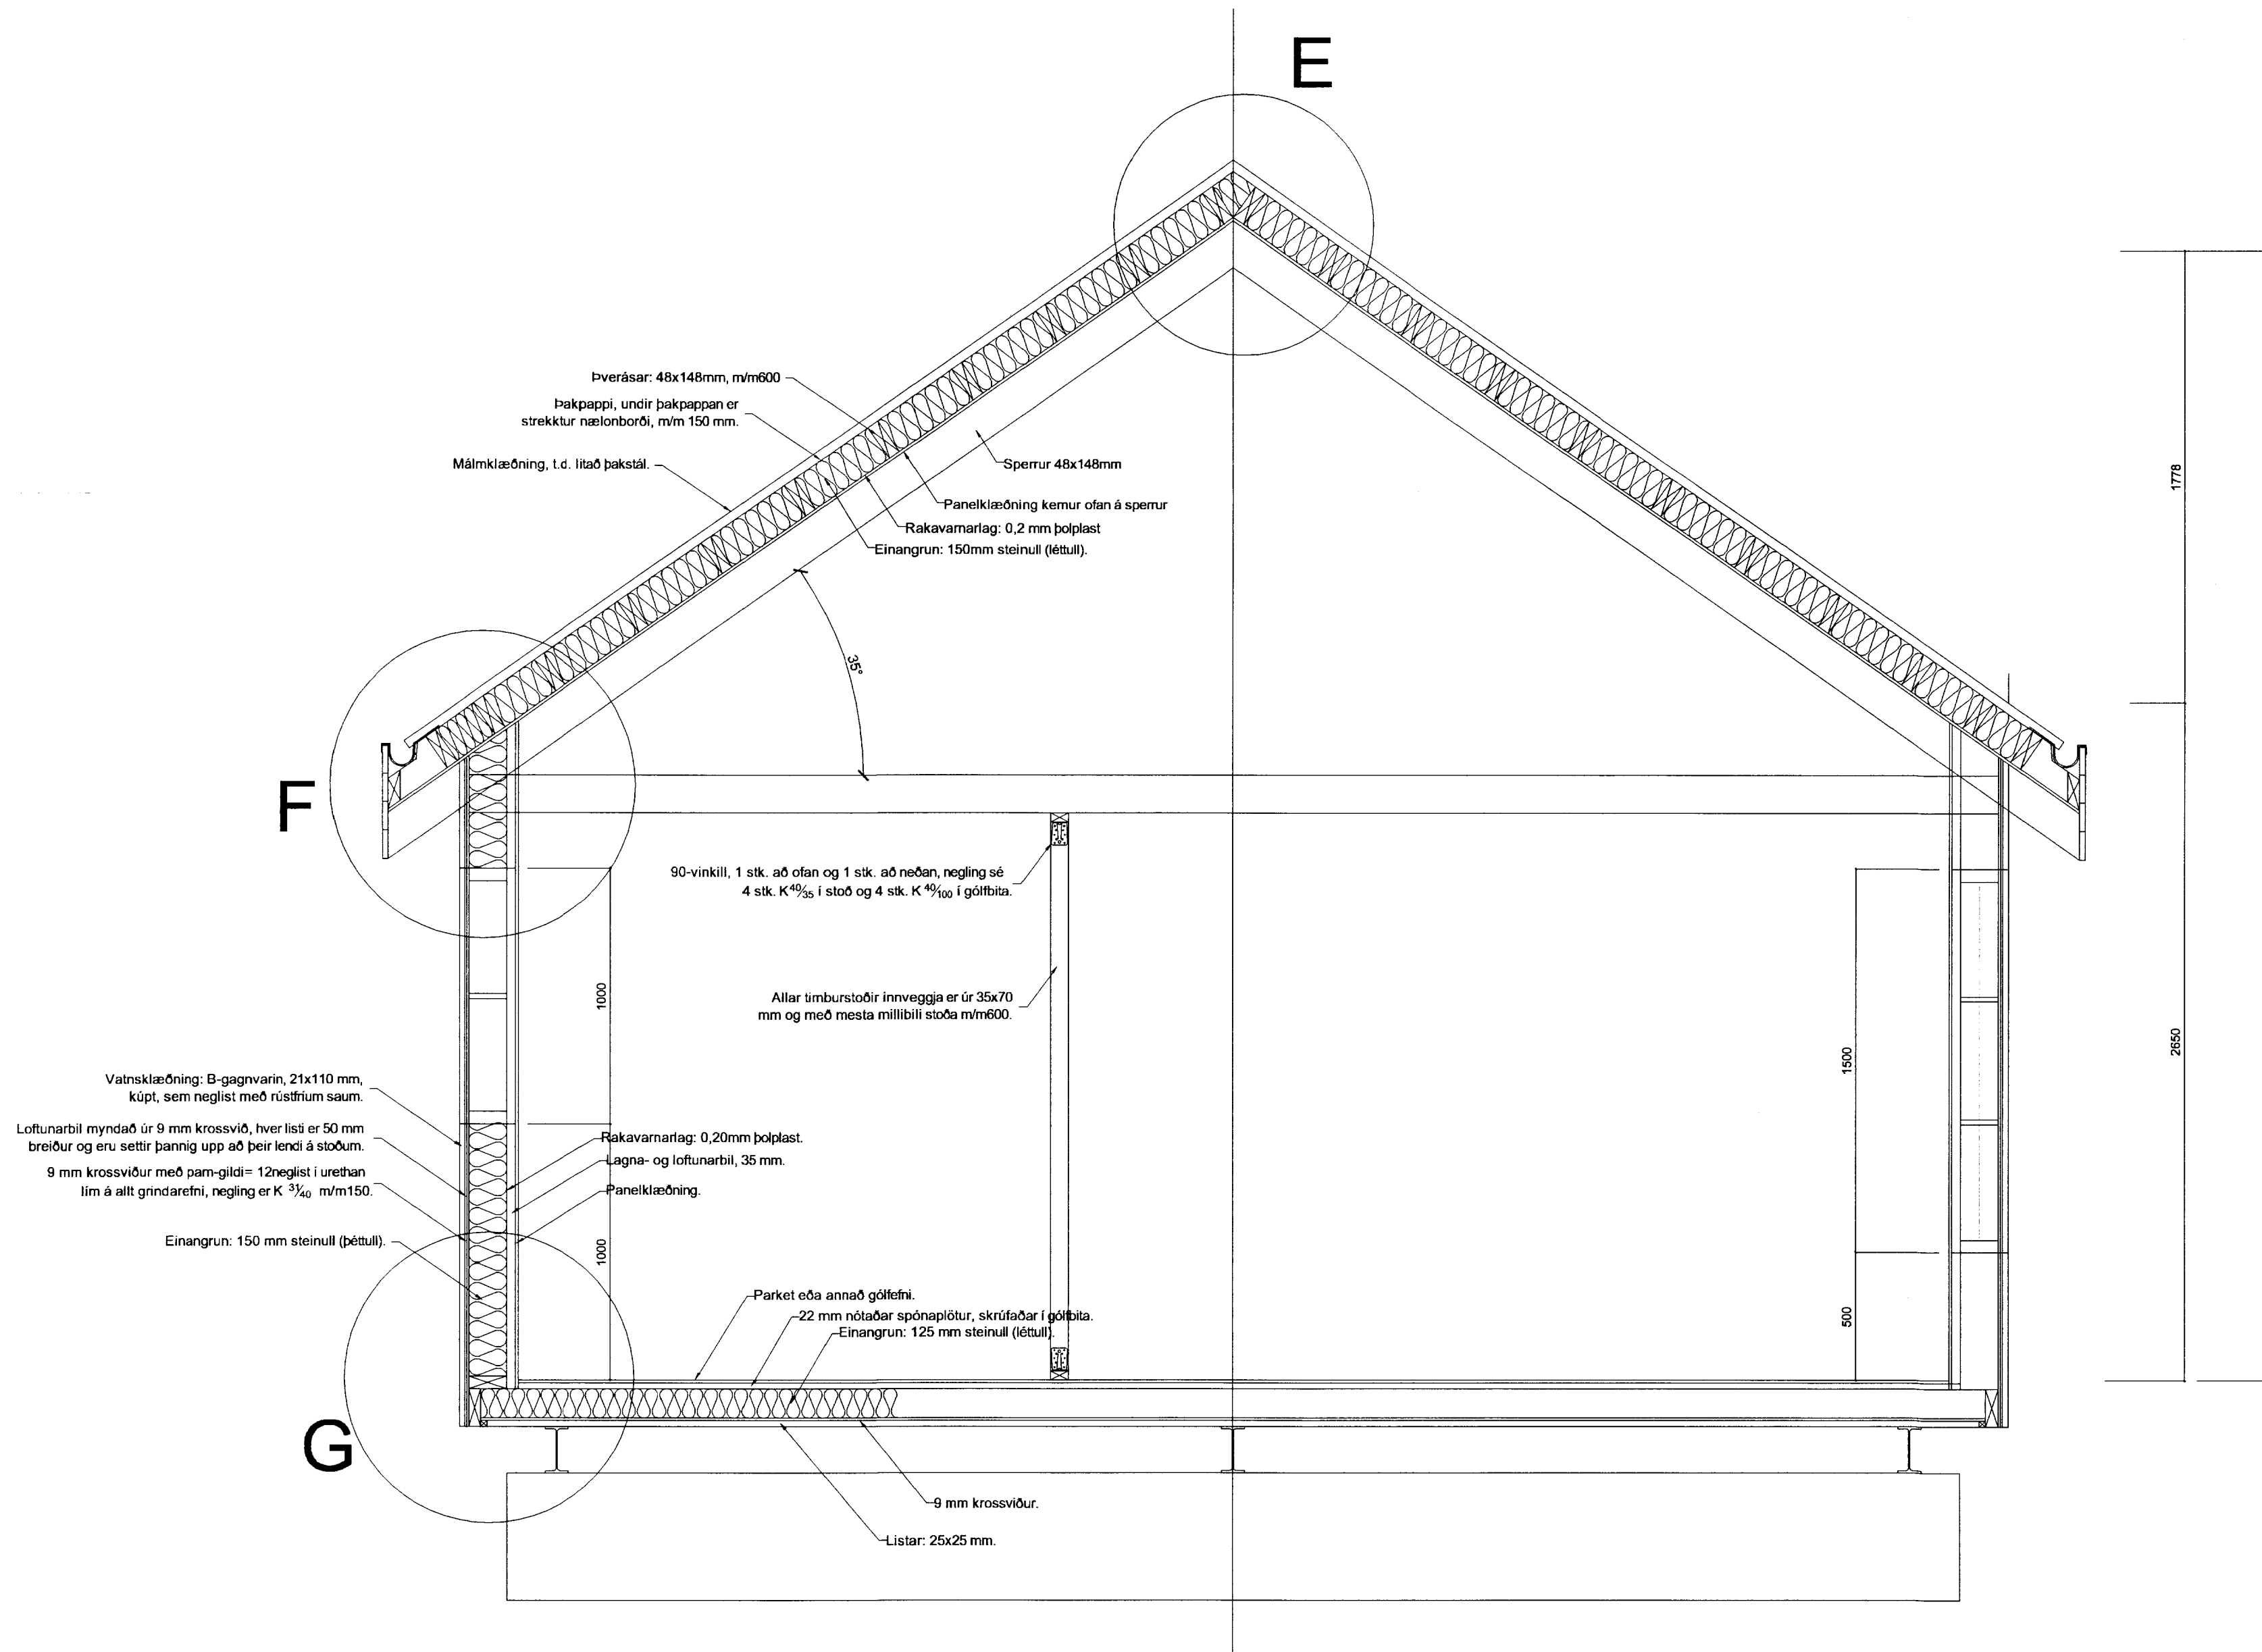 E
Þverásar: 48x148mm, m/m600
Þakpappi, undir þakpappan er
strekktur nælonborði, m/m 150 mm.
Málmklæðning, t.d. litað þakstál.
Sperrur 48x148mm
Panelklæðning kemur ofan á sperrur
Rakavarnarlag: 0,2 mm þolplast
Einangrun: 150mm steinull (léttull).
1778
35°
F
90-vinkill, 1 stk. að ofan og 1 stk. að neðan, negling sé
4 stk. K40/35 í stoð og 4 stk. K 40/100 í gólfbita.
1000
Allar timburstoðir innveggja er úr 35x70
mm og með mesta millibili stoða m/m600.
1500
2650
Vatnsklæðning: B-gagnvarin, 21x110 mm,
kúpt, sem neglist með rústfríum saum.
Loftunarbil myndað úr 9 mm krossvið, hver listi er 50 mm
breiður og eru settir þannig upp að þeir lendi á stoðum.
9 mm krossviður með pam-gildi= 12neglist í urethan
lím á allt grindarefni, negling er K 31/40 m/m150.
Einangrun: 150 mm steinull (þéttull).
Rakavarnarlag: 0,20mm þolplast.
Lagna- og loftunarbil, 35 mm.
Panelklæðning.
1000
500
Parket eða annað gólfefni.
22 mm nótaðar spónaplötur, skrúfaðar í gólfbita.
Einangrun: 125 mm steinull (léttull).
G
9 mm krossviður.
Listar: 25x25 mm.